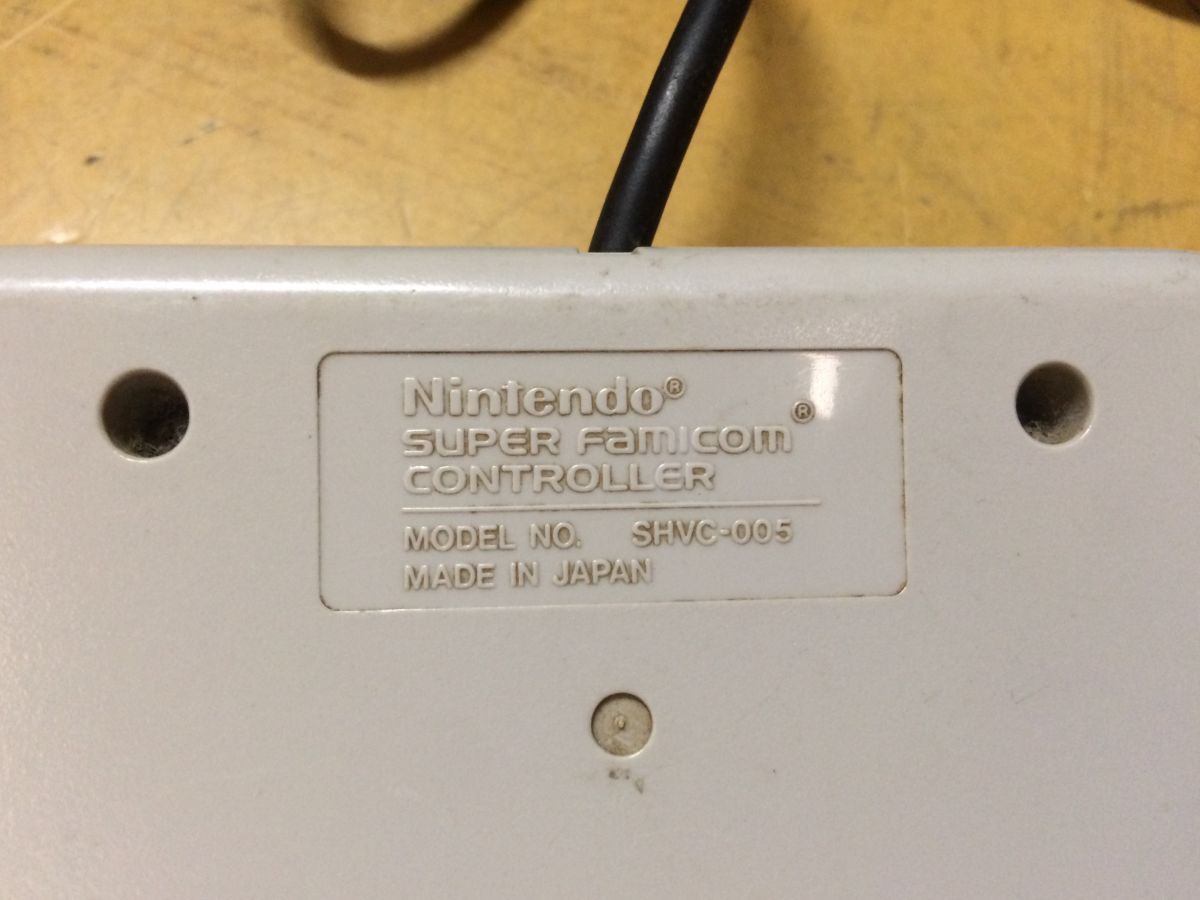 Nintendo®
SUPER FAMICOM®
CONTROLLER
MODEL NO. SHVC-005
MADE IN JAPAN